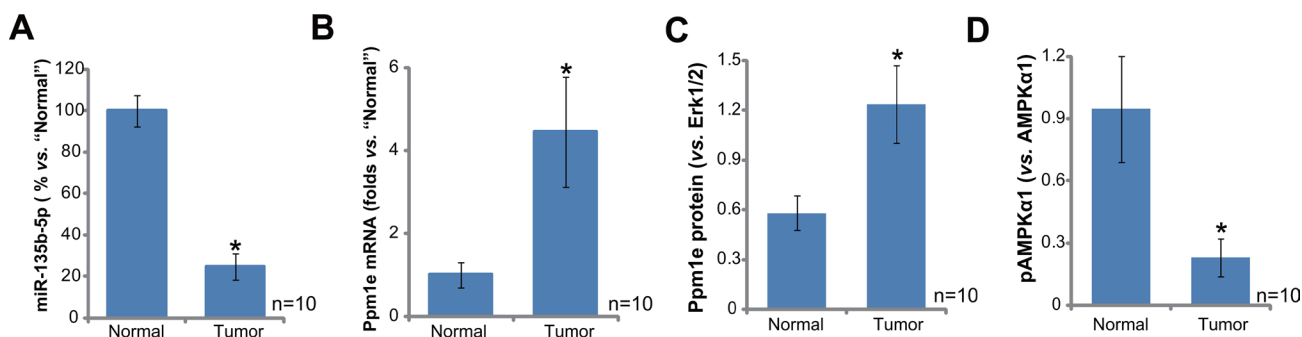 A
miR-135b-5p ( % vs. “Normal”)
120
100
80
60
40
20
0
Normal
Tumor
n=10
B
Ppm1e mRNA (folds vs. “Normal”)
6
4
2
0
*
*
Normal
Tumor
n=10
C
Ppm1e protein (vs. Erk1/2)
1.5
1.2
0.9
0.6
0.3
0
*
Normal
Tumor
n=10
D
pAMPKα1 (vs. AMPKα1)
1.2
0.9
0.6
0.3
0
*
Normal
Tumor
n=10